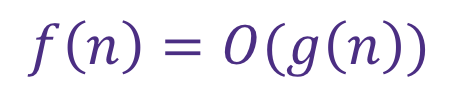 f(n) = O(g(n))